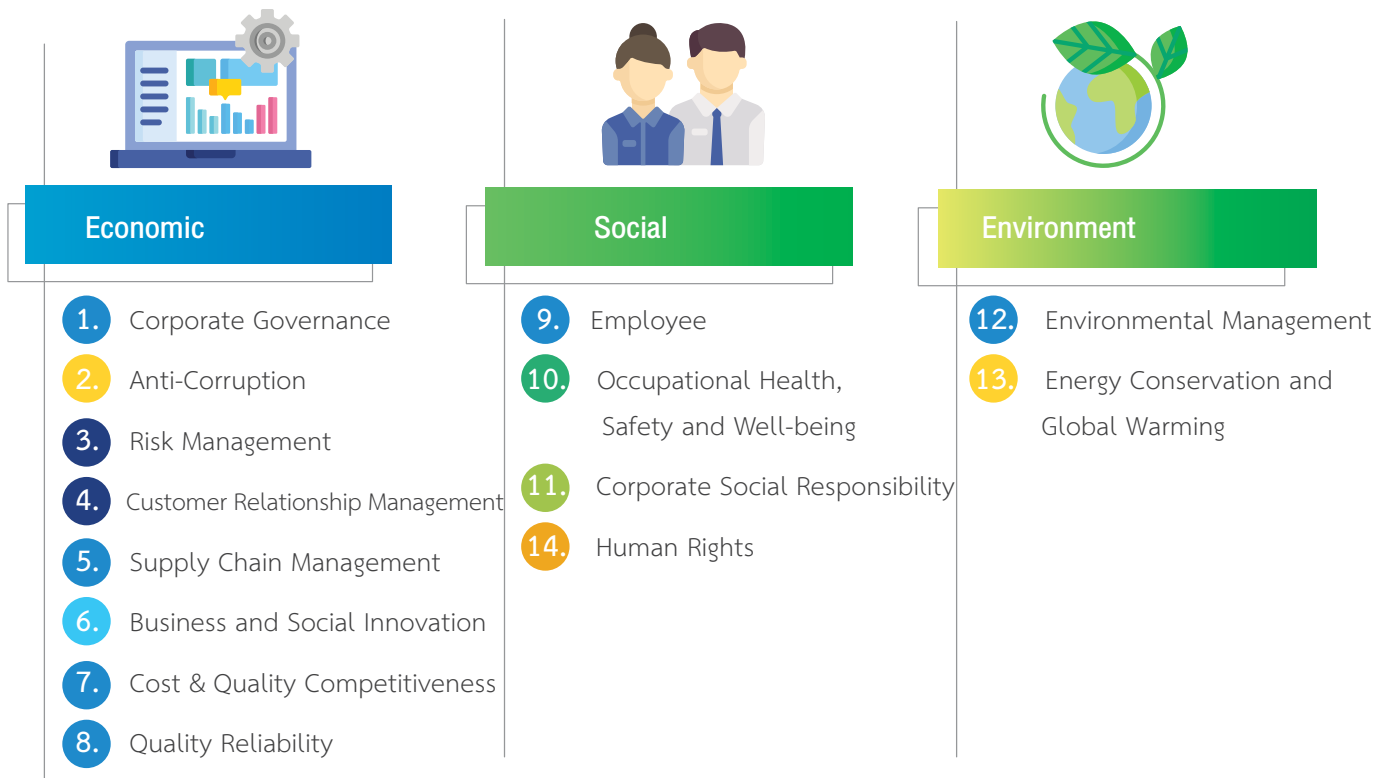 Economic
1. Corporate Governance
2. Anti-Corruption
3. Risk Management
4. Customer Relationship Management
5. Supply Chain Management
6. Business and Social Innovation
7. Cost & Quality Competitiveness
8. Quality Reliability
Social
9. Employee
10. Occupational Health,
Safety and Well-being
11. Corporate Social Responsibility
14. Human Rights
Environment
12. Environmental Management
13. Energy Conservation and
Global Warming